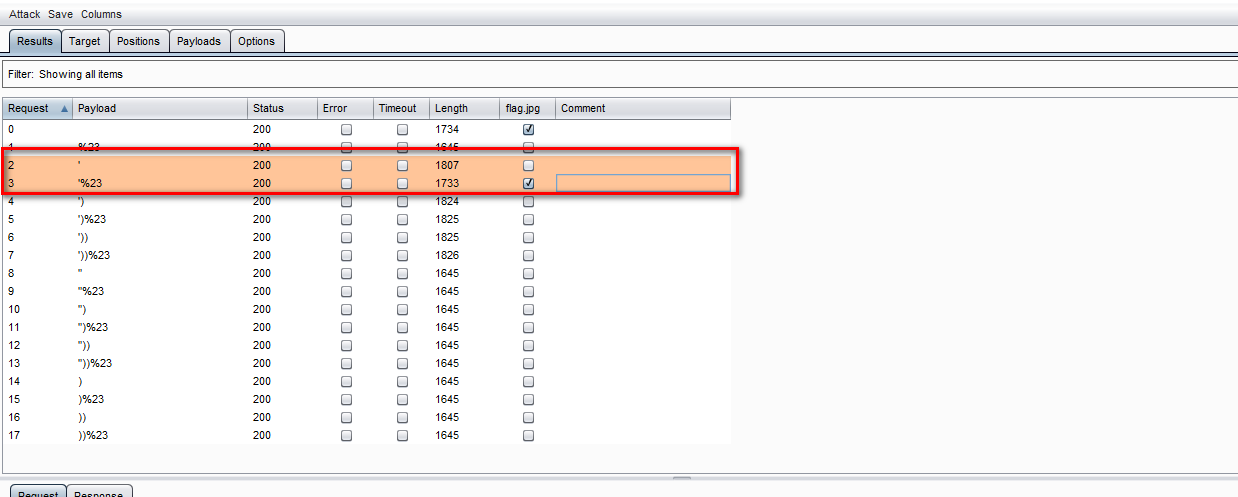 Attack Save Columns
Results Target Positions Payloads Options
Filter: Showing all items
Request Payload Status Error Timeout Length flag.jpg Comment
0 200 1734
1 %23 200 1645
2 ' 200 1807
3 '%23 200 1733
4 ') 200 1824
5 ')%23 200 1825
6 ')) 200 1825
7 '))%23 200 1826
8 " 200 1645
9 "%23 200 1645
10 ") 200 1645
11 ")%23 200 1645
12 ")) 200 1645
13 "))%23 200 1645
14 ) 200 1645
15 )%23 200 1645
16 )) 200 1645
17 ))%23 200 1645
Request Response